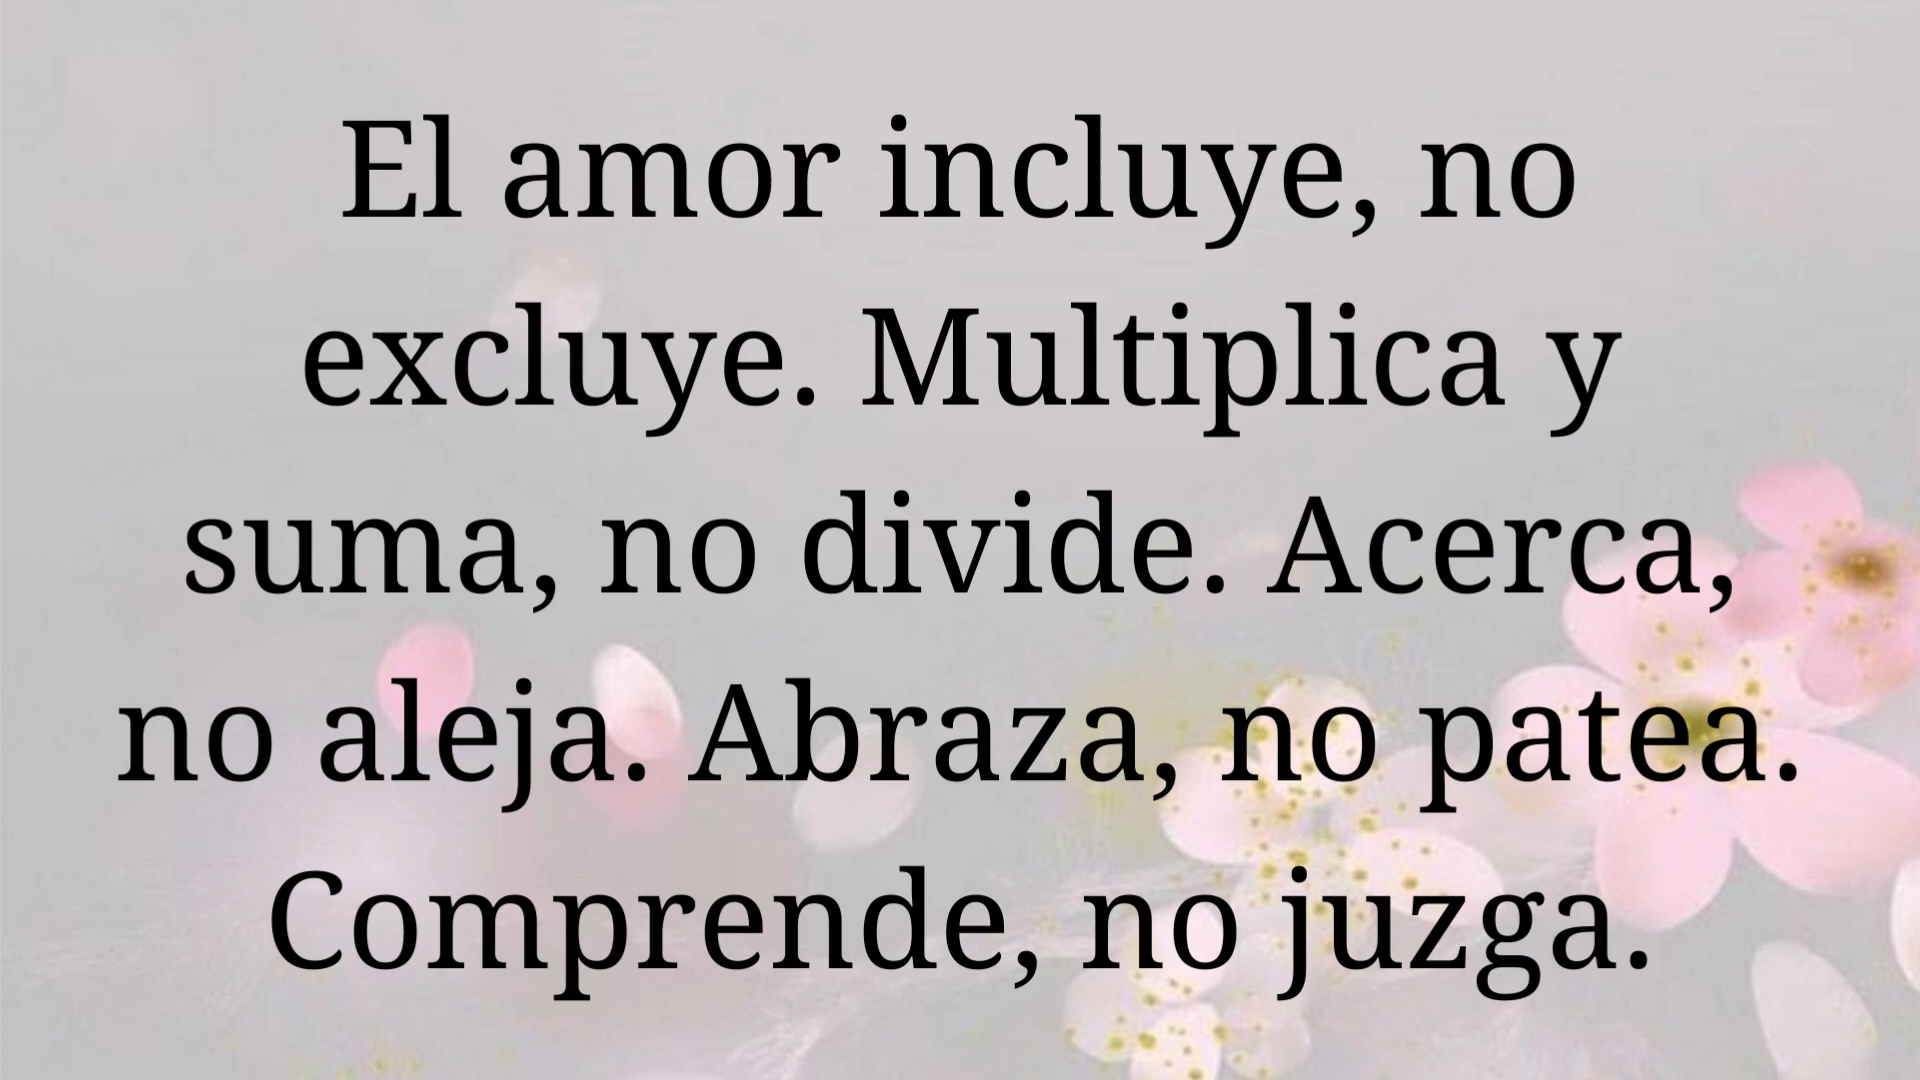 El amor incluye, no
excluye. Multiplica y
suma, no divide. Acerca,
no aleja. Abraza, no patea.
Comprende, no juzga.